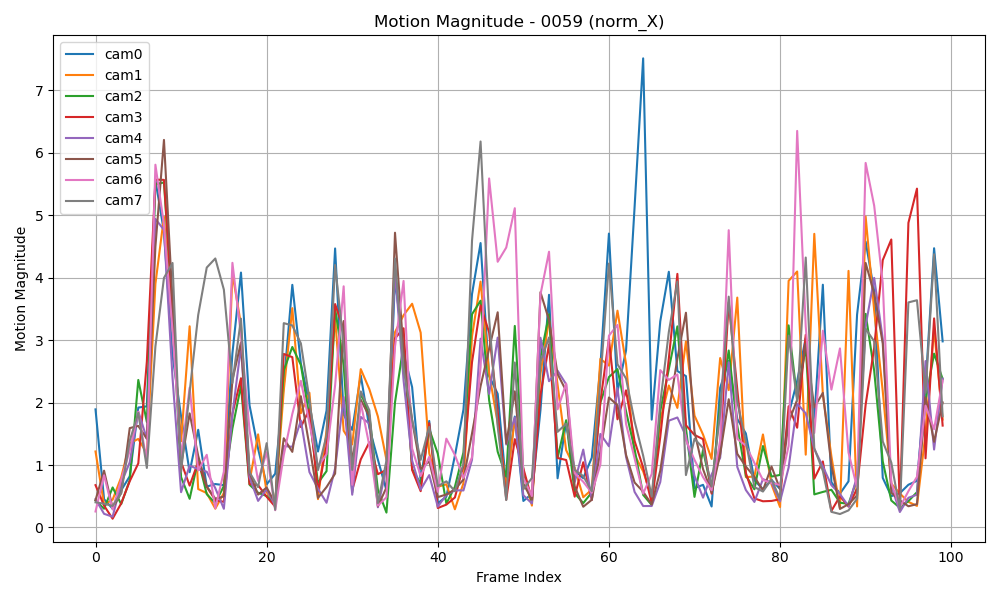 Motion Magnitude - 0059 (norm_X)
cam0
cam1
cam2
cam3
cam4
cam5
cam6
cam7
Motion Magnitude
7
6
5
4
3
2
1
0
0 20 40 60 80 100
Frame Index